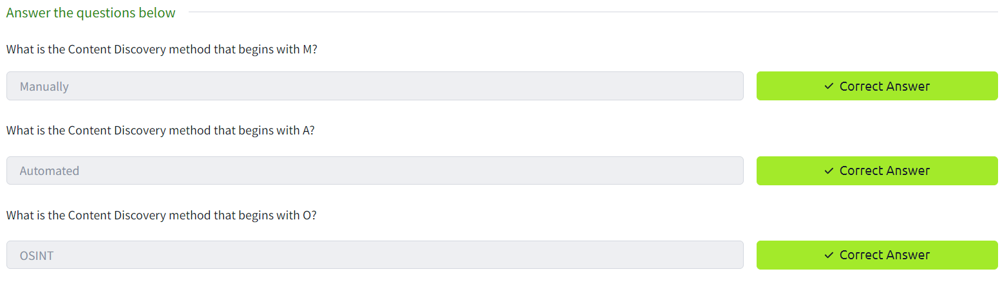 Answer the questions below
What is the Content Discovery method that begins with M?
Manually
✓ Correct Answer
What is the Content Discovery method that begins with A?
Automated
✓ Correct Answer
What is the Content Discovery method that begins with O?
OSINT
✓ Correct Answer